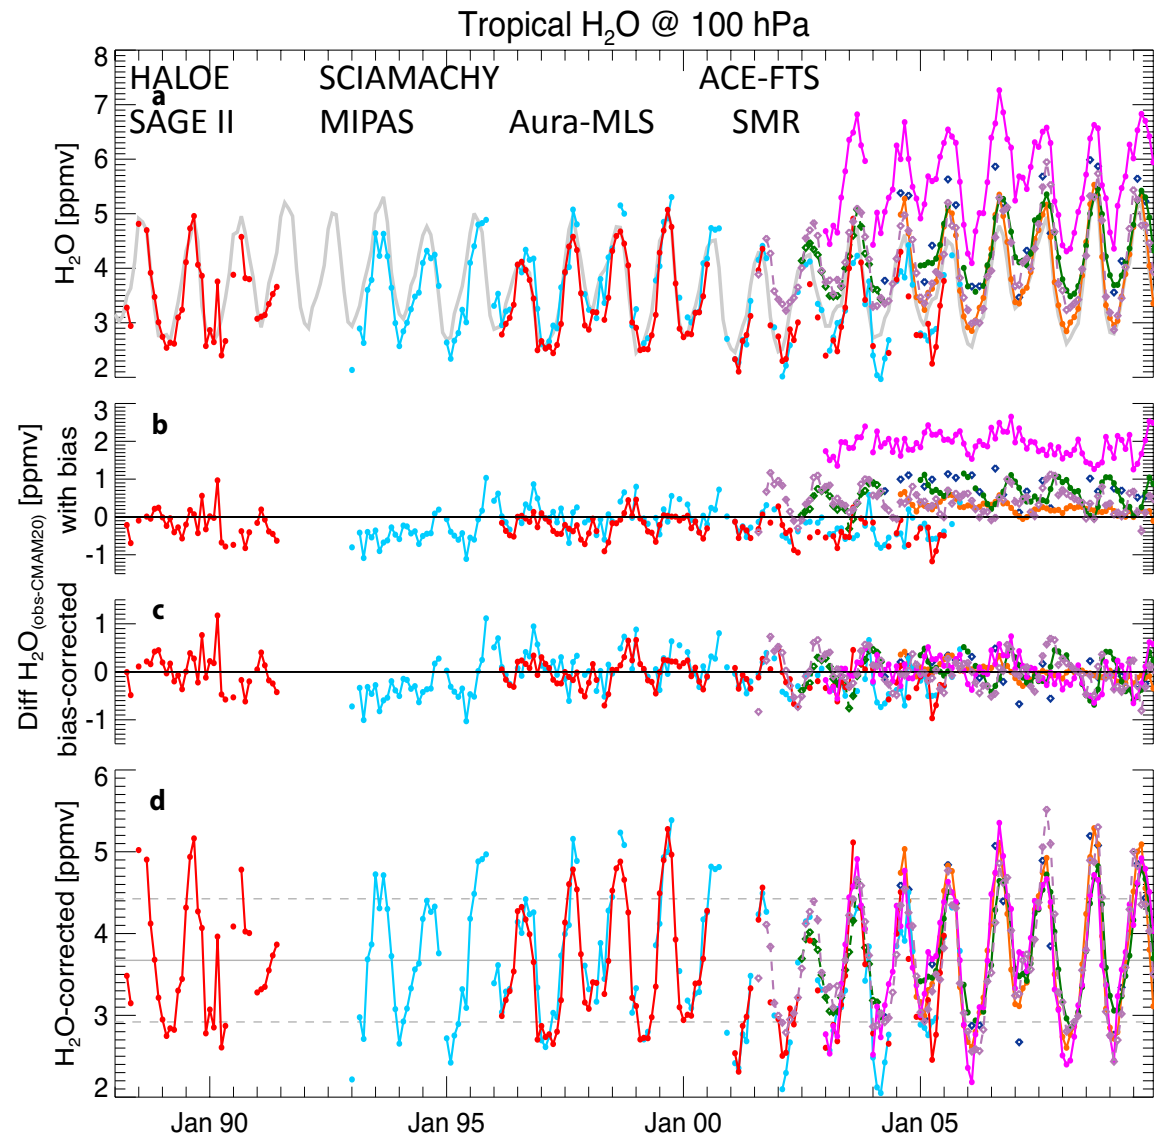 Tropical H₂O @ 100 hPa
8
7
6
5
4
3
2
H₂O [ppmv]
HALOE SCIAMACHY ACE-FTS
a
SAGE II MIPAS Aura-MLS SMR
Diff H₂O(obs-CMAM20) [ppmv]
with bias
3
2
1
0
-1
b
bias-corrected
1
0
-1
c
H₂O-corrected [ppmv]
6
5
4
3
2
d
Jan 90 Jan 95 Jan 00 Jan 05